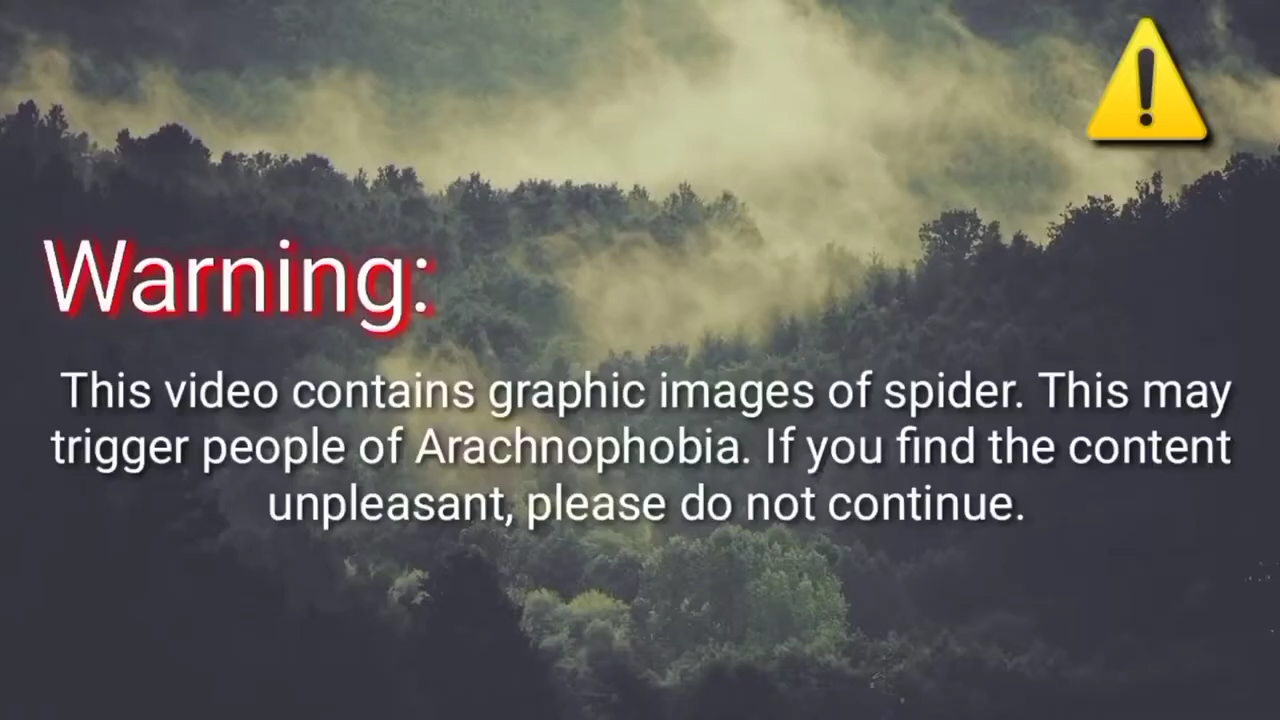 Warning:
This video contains graphic images of spider. This may
trigger people of Arachnophobia. If you find the content
unpleasant, please do not continue.